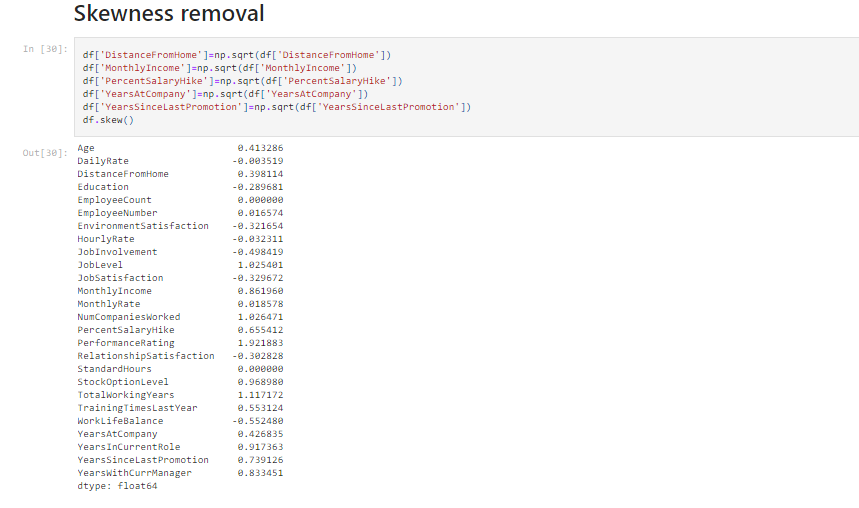 Skewness removal
In [30]:
df['DistanceFromHome']=np.sqrt(df['DistanceFromHome'])
df['MonthlyIncome']=np.sqrt(df['MonthlyIncome'])
df['PercentSalaryHike']=np.sqrt(df['PercentSalaryHike'])
df['YearsAtCompany']=np.sqrt(df['YearsAtCompany'])
df['YearsSinceLastPromotion']=np.sqrt(df['YearsSinceLastPromotion'])
df.skew()
Out[30]:
Age 0.413286
DailyRate -0.003519
DistanceFromHome 0.398114
Education -0.289681
EmployeeCount 0.000000
EmployeeNumber 0.016574
EnvironmentSatisfaction -0.321654
HourlyRate -0.032311
JobInvolvement -0.498419
JobLevel 1.025401
JobSatisfaction -0.329672
MonthlyIncome 0.861960
MonthlyRate 0.018578
NumCompaniesWorked 1.026471
PercentSalaryHike 0.655412
PerformanceRating 1.921883
RelationshipSatisfaction -0.302828
StandardHours 0.000000
StockOptionLevel 0.968980
TotalWorkingYears 1.117172
TrainingTimesLastYear 0.553124
WorkLifeBalance -0.552480
YearsAtCompany 0.426835
YearsInCurrentRole 0.917363
YearsSinceLastPromotion 0.739126
YearsWithCurrManager 0.833451
dtype: float64